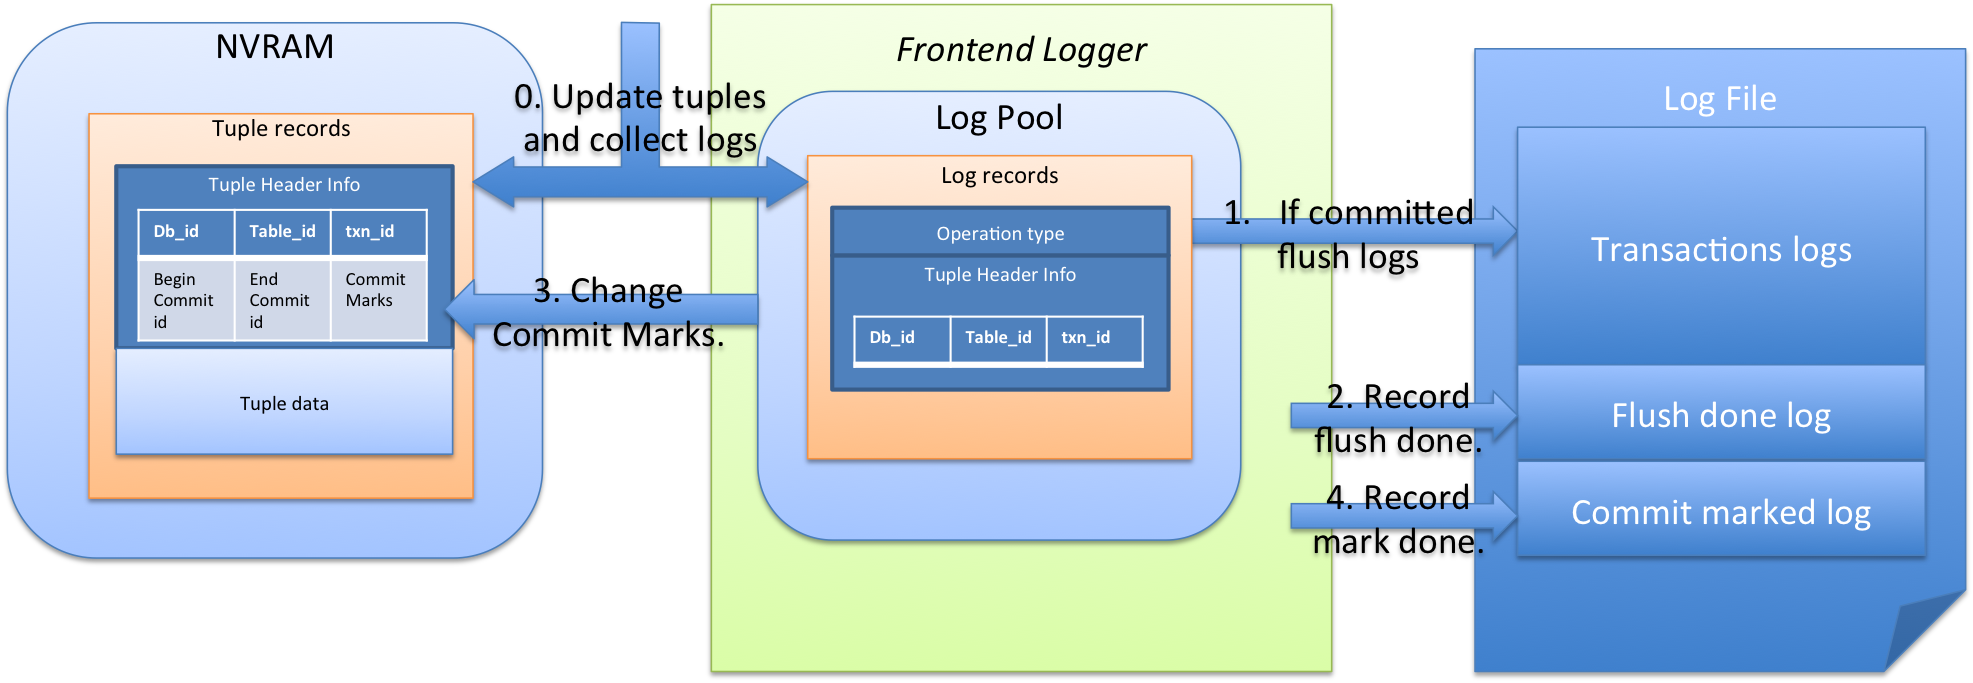 NVRAM
Tuple records
Tuple Header Info
Db_id Table_id txn_id
Begin Commit id
End Commit id
Commit Marks
Tuple data
0. Update tuples
and collect logs
3. Change
Commit Marks.
Frontend Logger
Log Pool
Log records
Operation type
Tuple Header Info
Db_id Table_id txn_id
1. If committed
flush logs
2. Record
flush done.
4. Record
mark done.
Log File
Transactions logs
Flush done log
Commit marked log